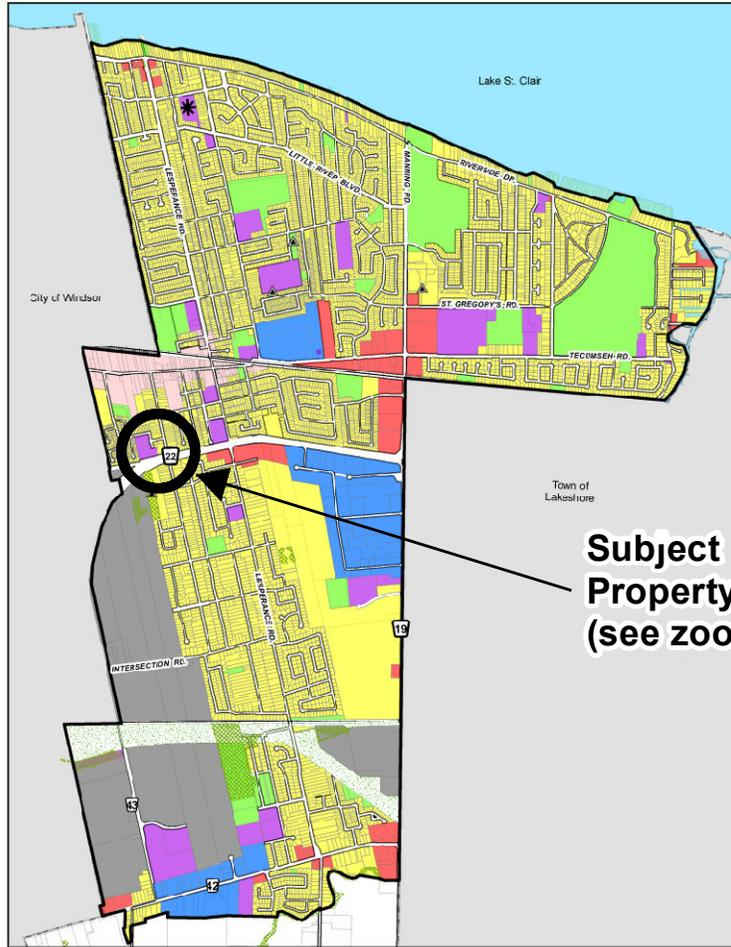 Lake St. Clair
RIVERSIDE DR.
MANNING RD
LITTLE RIVER BLVD.
LESPERANCE RD.
City of Windsor
ST. GREGORY'S RD.
TECUMSEH RD.
22
Town of
Lakeshore
Subject
Property
(see zoo
LESPERANCE RD.
19
INTERSECTION RD.
43
42